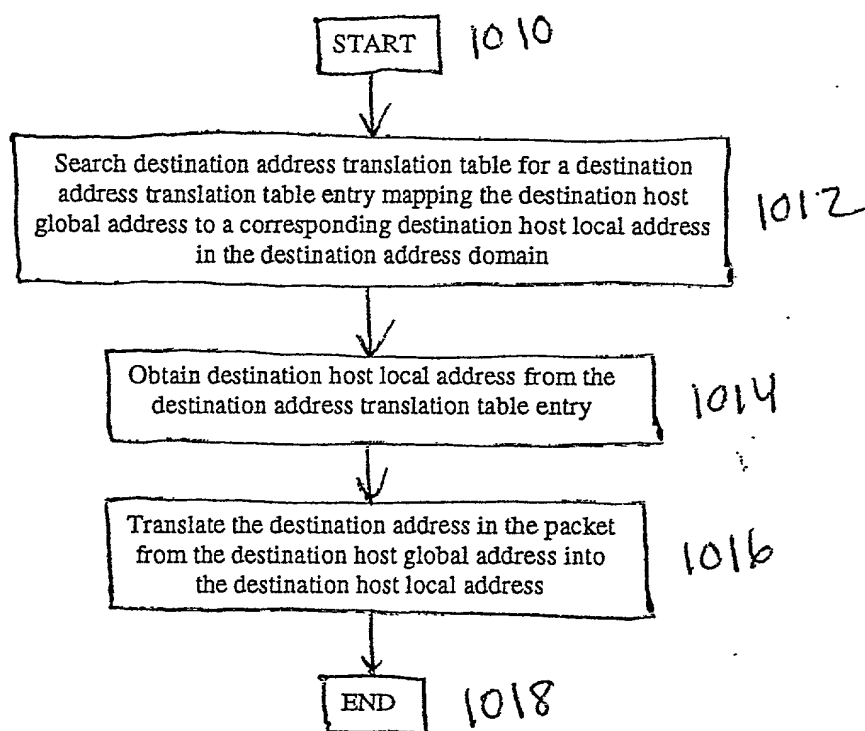 START 1010
Search destination address translation table for a destination
address translation table entry mapping the destination host
global address to a corresponding destination host local address
in the destination address domain
1012
Obtain destination host local address from the
destination address translation table entry
1014
Translate the destination address in the packet
from the destination host global address into
the destination host local address
1016
END 1018